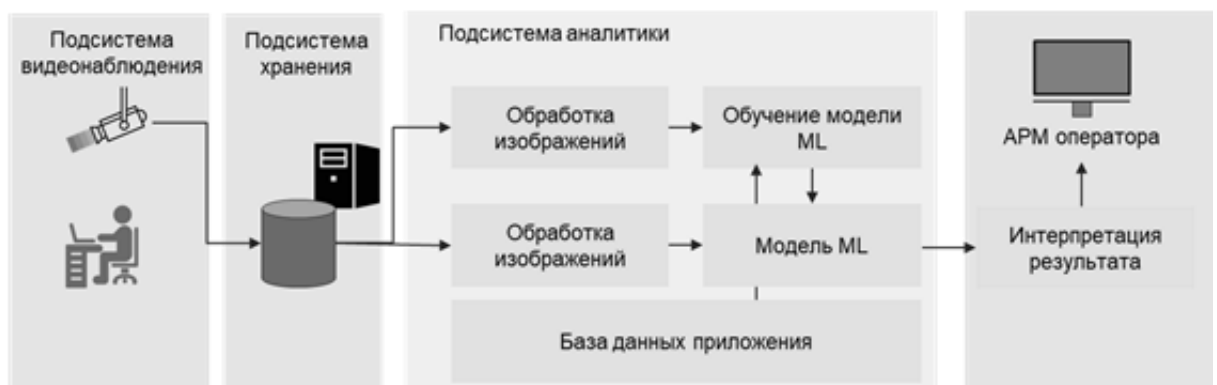 Подсистема
видеонаблюдения
Подсистема
хранения
Подсистема аналитики
Обработка
изображений
Обучение модели
ML
Обработка
изображений
Модель ML
База данных приложения
АРМ оператора
Интерпретация
результата